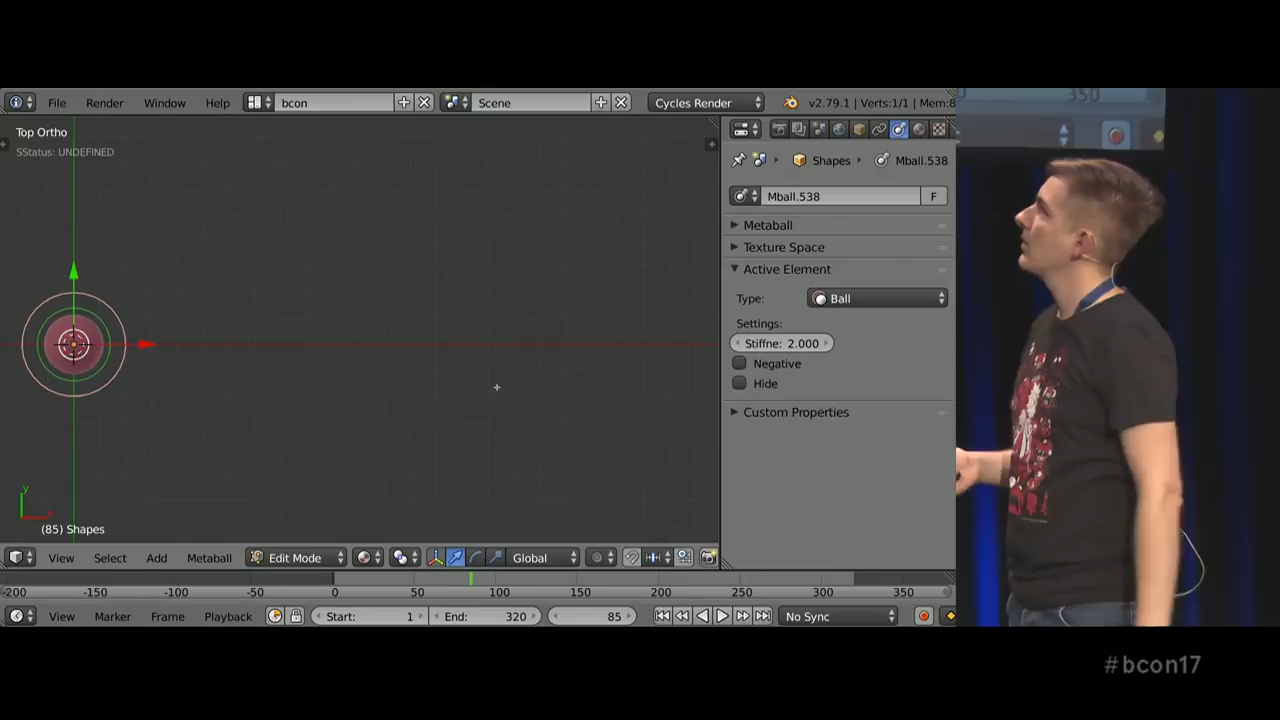 File Render Window Help bcon Scene Cycles Render v2.79.1 | Verts:1/1 | Mem:8
350
Top Ortho
SStatus: UNDEFINED
Shapes Mball.538
Mball.538 F
Metaball
Texture Space
Active Element
Type: Ball
Settings:
Stiffne: 2.000
Negative
Hide
Custom Properties
y
(85) Shapes
View Select Add Metaball Edit Mode Global
-200 -150 -100 -50 0 50 100 150 200 250 300 350
View Marker Frame Playback Start: 1 End: 320 85 No Sync
#bcon17